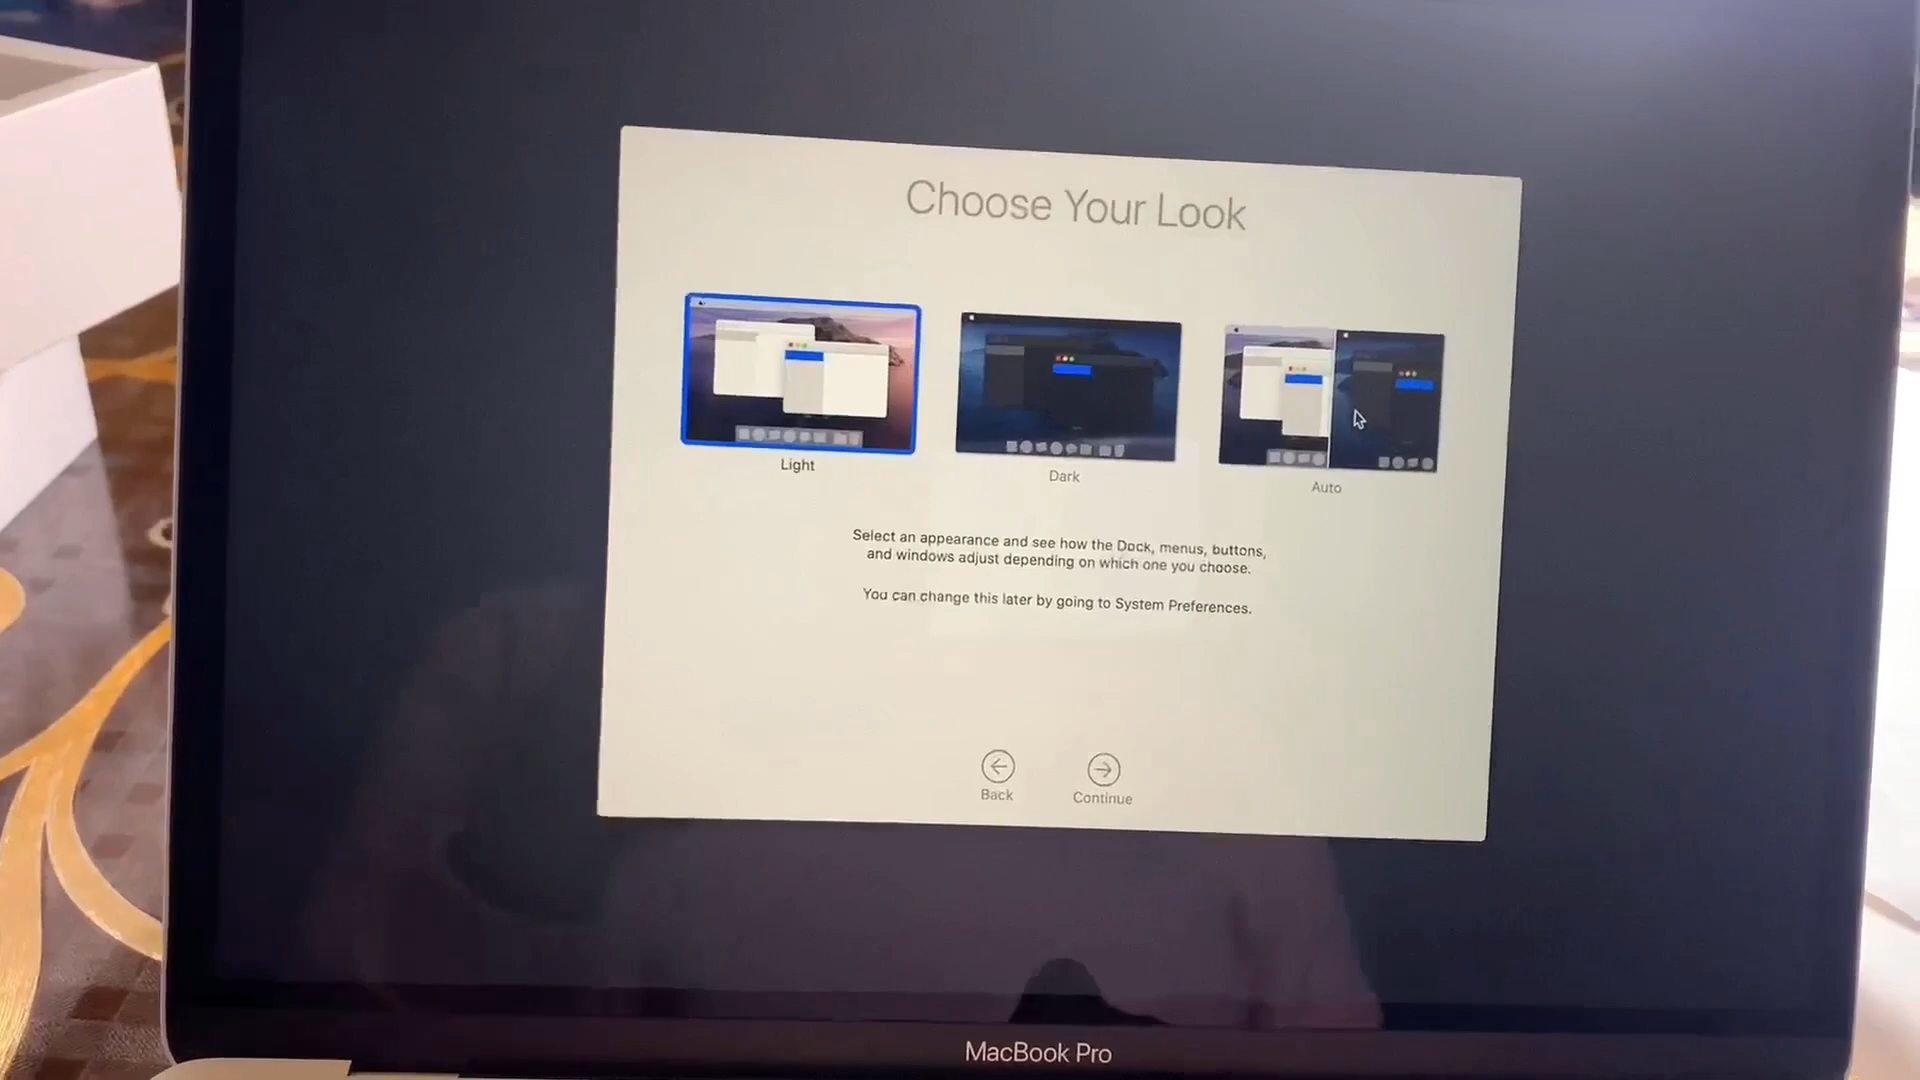 Choose Your Look
Light
Dark
Auto
Select an appearance and see how the Dock, menus, buttons,
and windows adjust depending on which one you choose.
You can change this later by going to System Preferences.
Back
Continue
MacBook Pro